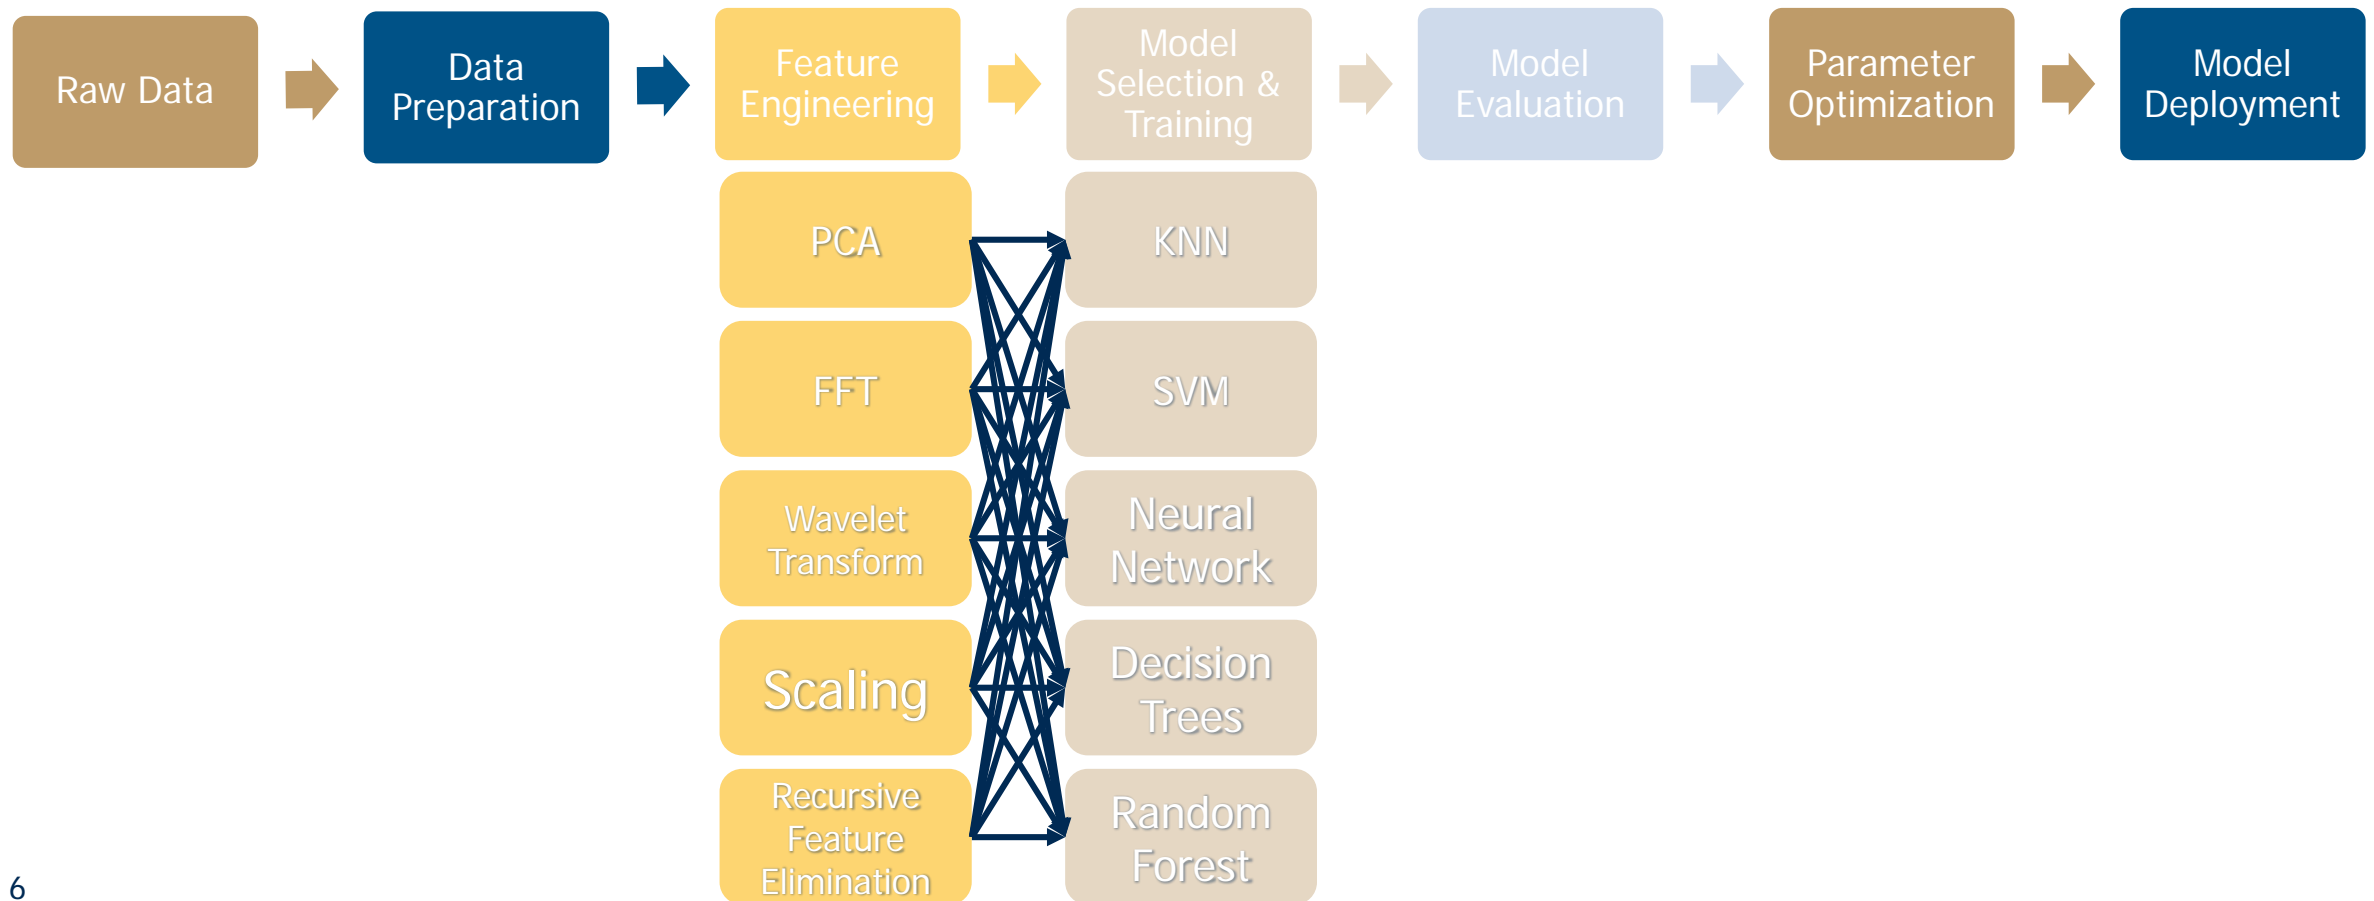 Raw Data
Data
Preparation
Feature
Engineering
Model
Selection &
Training
Model
Evaluation
Parameter
Optimization
Model
Deployment
PCA
KNN
FFT
SVM
Wavelet
Transform
Neural
Network
Scaling
Decision
Trees
Recursive
Feature
Elimination
Random
Forest
6